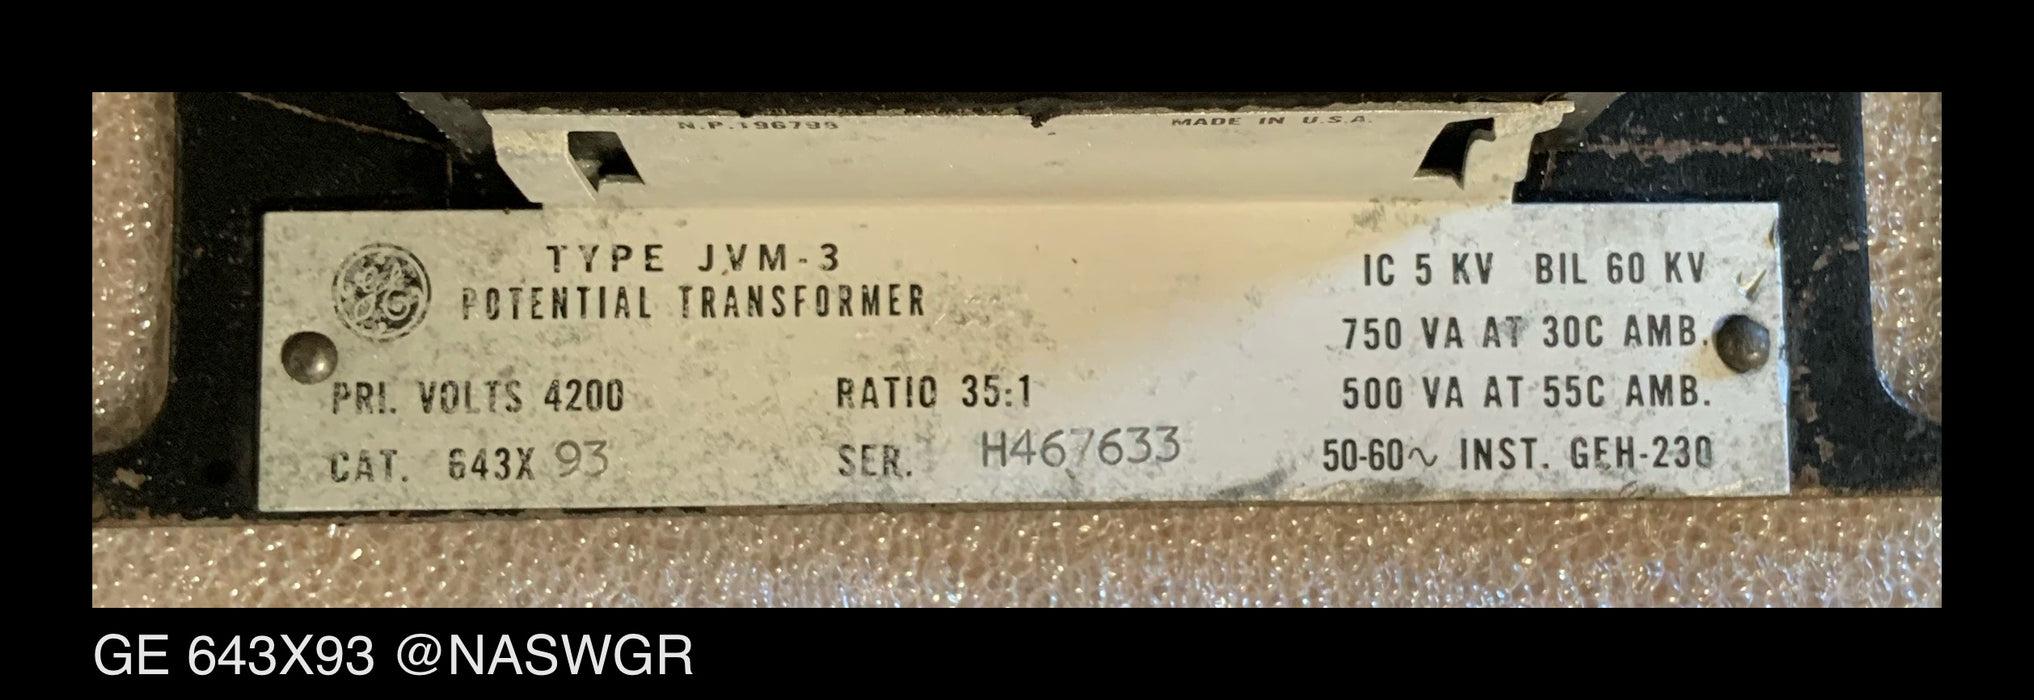 N.P.196795 MADE IN U.S.A.
TYPE JVM-3
POTENTIAL TRANSFORMER
PRI. VOLTS 4200 RATIO 35:1
CAT. 643X 93 SER. H467633
IC 5 KV BIL 60 KV
750 VA AT 30C AMB.
500 VA AT 55C AMB.
50-60~ INST. GEH-230
GE 643X93 @NASWGR